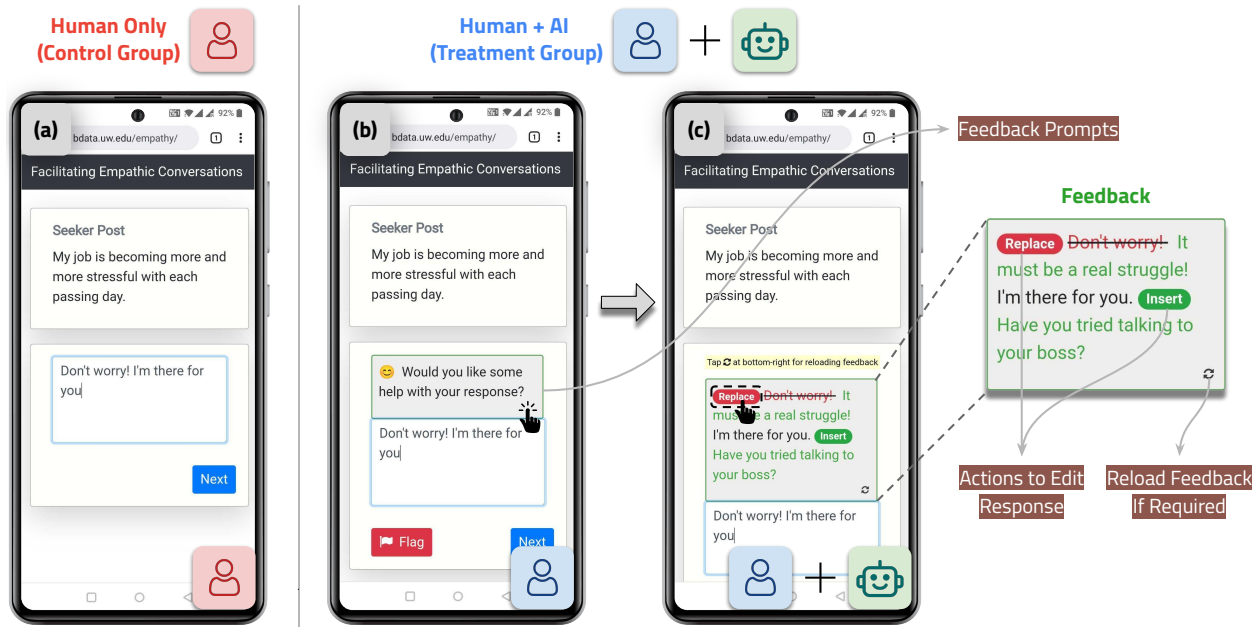 Human Only
(Control Group)
Human + AI
(Treatment Group)
(a)
92%
bdata.uw.edu/empathy/
1
Facilitating Empathic Conversations
Seeker Post
My job is becoming more and
more stressful with each
passing day.
Don't worry! I'm there for
you
Next
(b)
92%
bdata.uw.edu/empathy/
1
Facilitating Empathic Conversations
Seeker Post
My job is becoming more and
more stressful with each
passing day.
Would you like some
help with your response?
Don't worry! I'm there for
you
Flag
Next
(c)
92%
bdata.uw.edu/empathy/
1
Facilitating Empathic Conversations
Seeker Post
My job is becoming more and
more stressful with each
passing day.
Tap at bottom-right for reloading feedback
Replace Don't worry! It
must be a real struggle!
I'm there for you. Insert
Have you tried talking to
your boss?
Don't worry! I'm there for
you
Feedback Prompts
Feedback
Replace Don't worry! It
must be a real struggle!
I'm there for you. Insert
Have you tried talking to
your boss?
Actions to Edit
Response
Reload Feedback
If Required